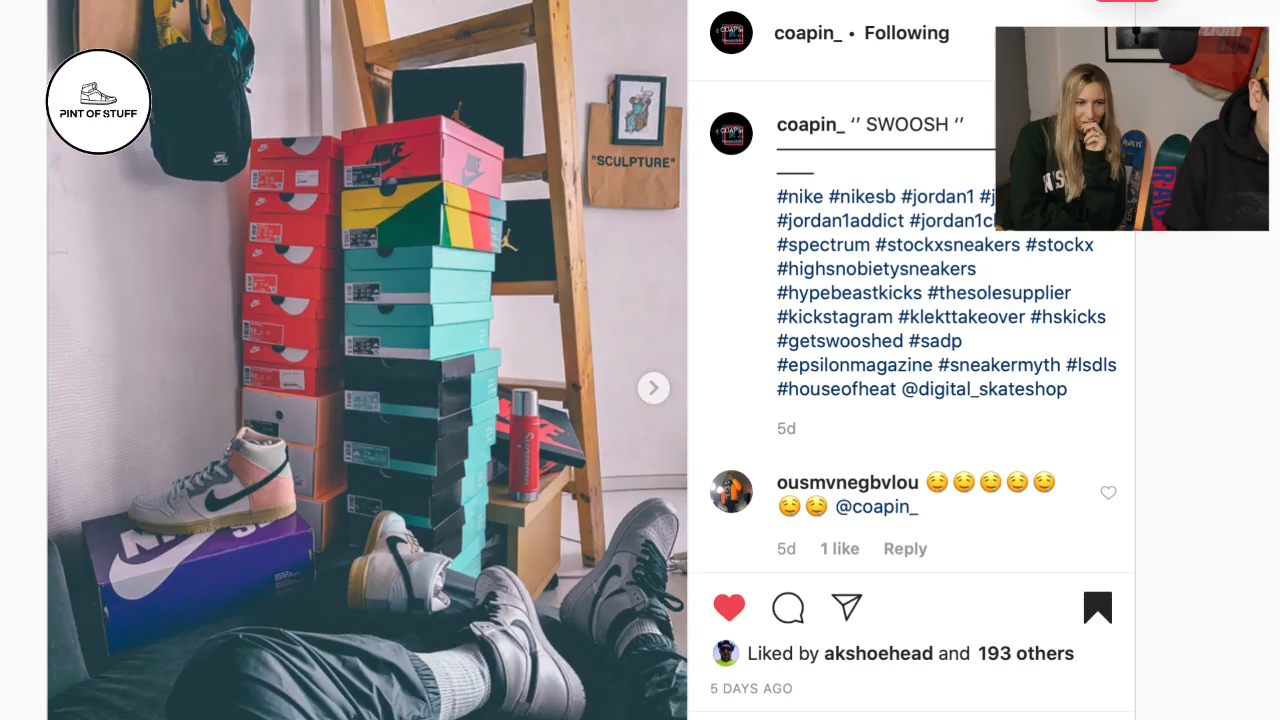 PINT OF STUFF
NIKE
"SCULPTURE"
Supreme
coapin_ • Following
coapin_ ‘’ SWOOSH ‘’
#nike #nikesb #jordan1
#spectrum #stockxsneakers #stockx
#highsnobietysneakers
#hypebeastkicks #thesolesupplier
#kickstagram #klekttakeover #hskicks
#getswooshed #sadp
#epsilonmagazine #sneakermyth #lsdls
#houseofheat @digital_skateshop
5d
ousmvnegbvlou 🤤🤤🤤🤤🤤
🤤🤤 @coapin_
5d 1 like Reply
Liked by akshoehead and 193 others
5 DAYS AGO